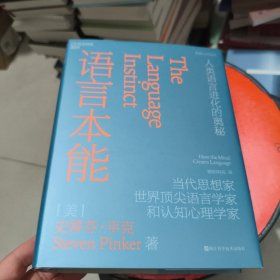 语言本能
The
Language
Instinct
人类语言进化的奥秘
How the Mind
Creates Language
当代思想家
世界顶尖语言学家
和认知心理学家
[美]
史蒂芬·平克
Steven Pinker 著